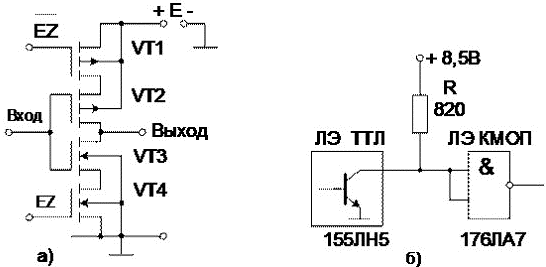 + E -
EZ
VT1
VT2
Вход
Выход
VT3
VT4
EZ
а)
+ 8,5В
R
820
ЛЭ ТТЛ
ЛЭ КМОП
&
155ЛН5
176ЛА7
б)